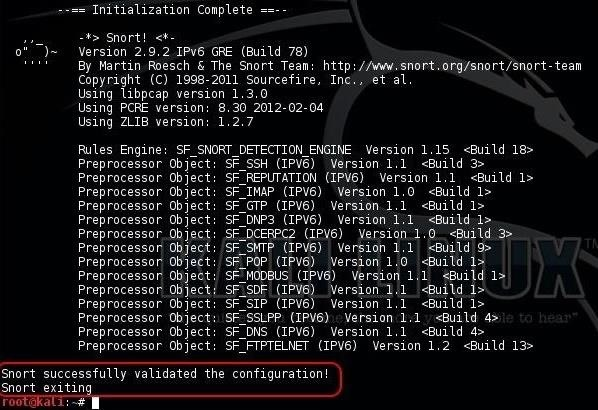 --== Initialization Complete ==--
,,_     -*> Snort! <*-
o"  )~   Version 2.9.2 IPv6 GRE (Build 78)
''''    By Martin Roesch & The Snort Team: http://www.snort.org/snort/snort-team
Copyright (C) 1998-2011 Sourcefire, Inc., et al.
Using libpcap version 1.3.0
Using PCRE version: 8.30 2012-02-04
Using ZLIB version: 1.2.7
Rules Engine: SF_SNORT_DETECTION_ENGINE  Version 1.15  <Build 18>
Preprocessor Object: SF_SSH (IPV6)  Version 1.1  <Build 3>
Preprocessor Object: SF_REPUTATION (IPV6)  Version 1.1  <Build 1>
Preprocessor Object: SF_IMAP (IPV6)  Version 1.0  <Build 1>
Preprocessor Object: SF_GTP (IPV6)  Version 1.1  <Build 1>
Preprocessor Object: SF_DNP3 (IPV6)  Version 1.1  <Build 1>
Preprocessor Object: SF_DCERPC2 (IPV6)  Version 1.0  <Build 3>
Preprocessor Object: SF_SMTP (IPV6)  Version 1.1  <Build 9>
Preprocessor Object: SF_POP (IPV6)  Version 1.0  <Build 1>
Preprocessor Object: SF_MODBUS (IPV6)  Version 1.1  <Build 1>
Preprocessor Object: SF_SDF (IPV6)  Version 1.1  <Build 1>
Preprocessor Object: SF_SIP (IPV6)  Version 1.1  <Build 1>
Preprocessor Object: SF_SSLPP (IPV6)  Version 1.1  <Build 4>
Preprocessor Object: SF_DNS (IPV6)  Version 1.1  <Build 4>
Preprocessor Object: SF_FTPTELNET (IPV6)  Version 1.2  <Build 13>
KALI LINUX™
able to hear"
Snort successfully validated the configuration!
Snort exiting
root@kali:~#